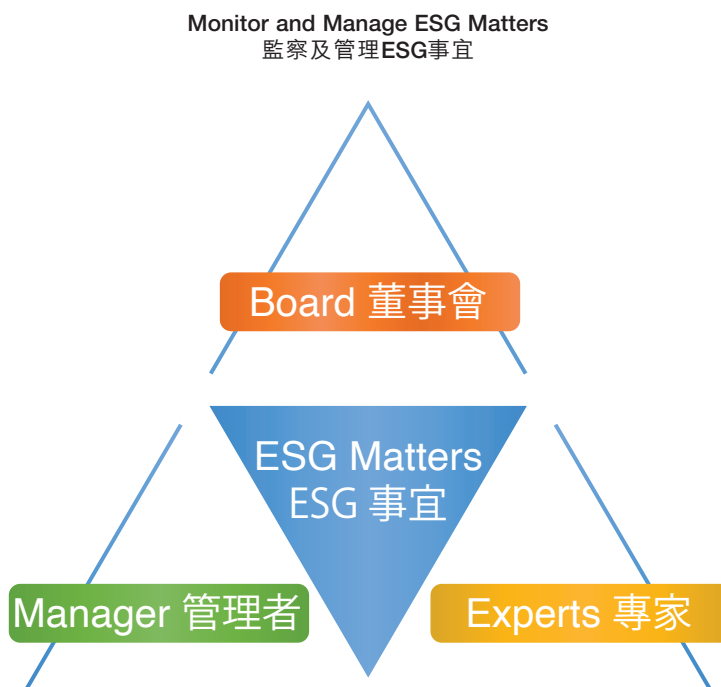 Monitor and Manage ESG Matters
監察及管理ESG事宜
Board 董事會
ESG Matters
ESG 事宜
Manager 管理者
Experts 專家